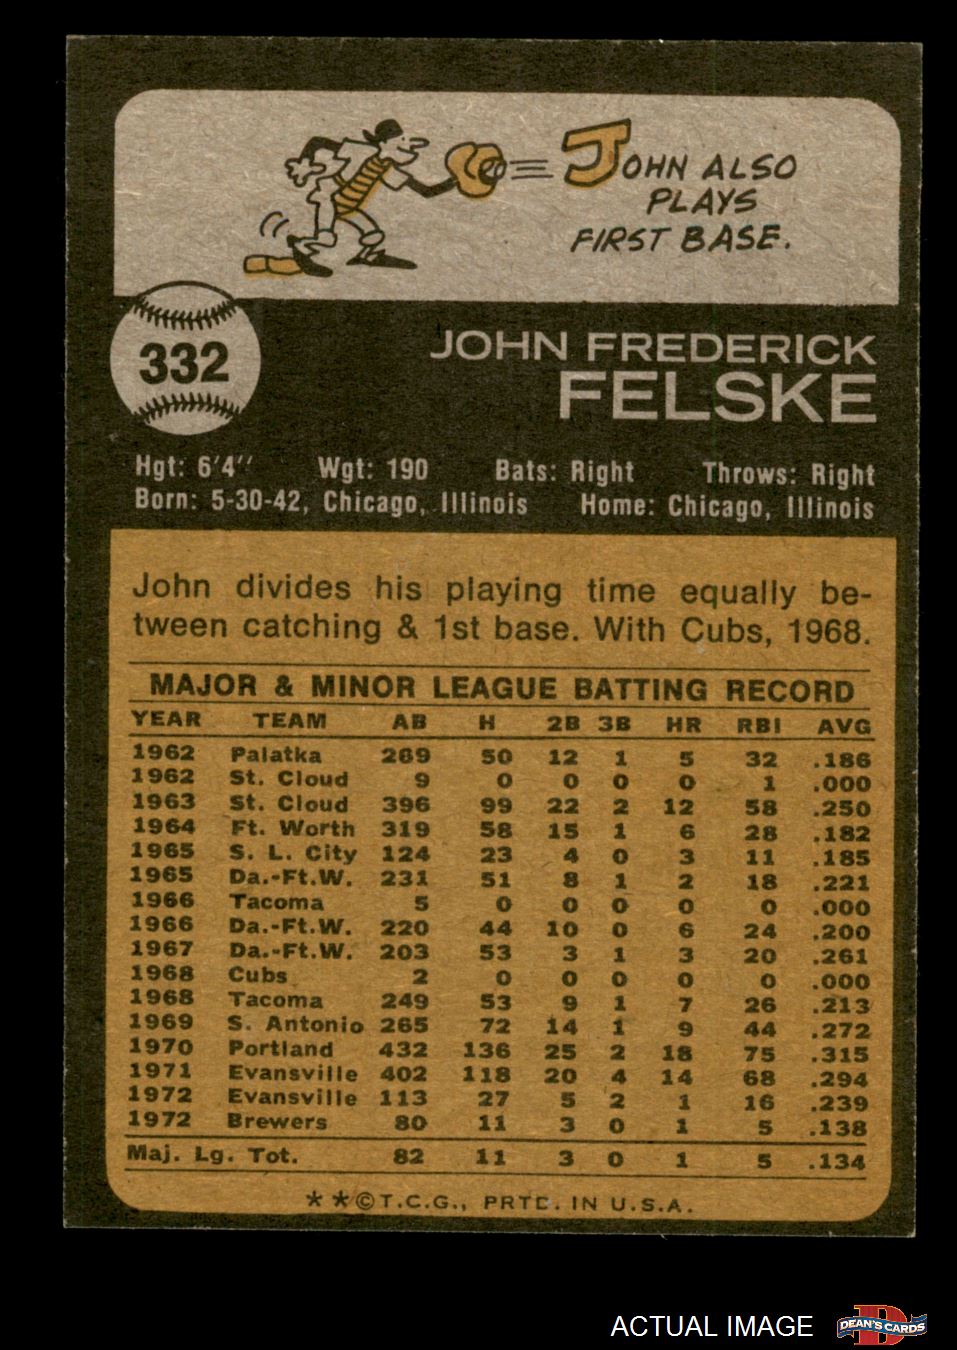 JOHN ALSO
PLAYS
FIRST BASE.
332
JOHN FREDERICK
FELSKE
Hgt: 6'4'' Wgt: 190 Bats: Right Throws: Right
Born: 5-30-42, Chicago, Illinois Home: Chicago, Illinois
John divides his playing time equally be-
tween catching & 1st base. With Cubs, 1968.
MAJOR & MINOR LEAGUE BATTING RECORD
YEAR TEAM AB H 2B 3B HR RBI AVG
1962 Palatka 269 50 12 1 5 32 .186
1962 St. Cloud 9 0 0 0 0 1 .000
1963 St. Cloud 396 99 22 2 12 58 .250
1964 Ft. Worth 319 58 15 1 6 28 .182
1965 S. L. City 124 23 4 0 3 11 .185
1965 Da.-Ft.W. 231 51 8 1 2 18 .221
1966 Tacoma 5 0 0 0 0 0 .000
1966 Da.-Ft.W. 220 44 10 0 6 24 .200
1967 Da.-Ft.W. 203 53 3 1 3 20 .261
1968 Cubs 2 0 0 0 0 0 .000
1968 Tacoma 249 53 9 1 7 26 .213
1969 S. Antonio 265 72 14 1 9 44 .272
1970 Portland 432 136 25 2 18 75 .315
1971 Evansville 402 118 20 4 14 68 .294
1972 Evansville 113 27 5 2 1 16 .239
1972 Brewers 80 11 3 0 1 5 .138
Maj. Lg. Tot. 82 11 3 0 1 5 .134
**©T.C.G., PRTD. IN U.S.A.
ACTUAL IMAGE
D
DEAN'S CARDS